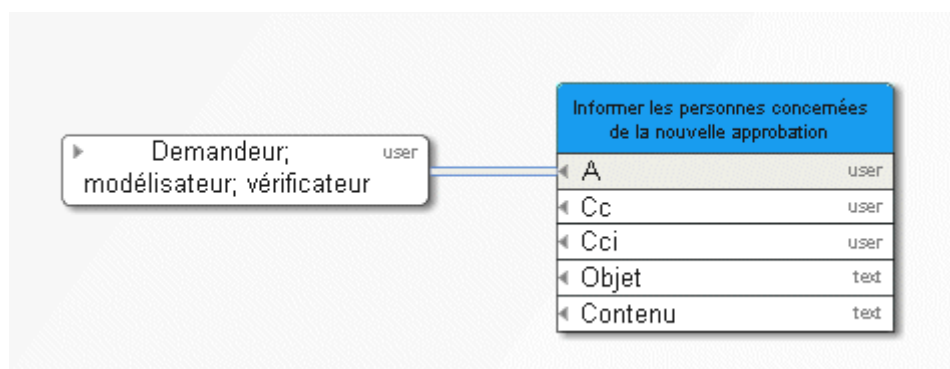 Informer les personnes concernées
de la nouvelle approbation
Demandeur; user
modélisateur; vérificateur
A user
Cc user
Cci user
Objet text
Contenu text